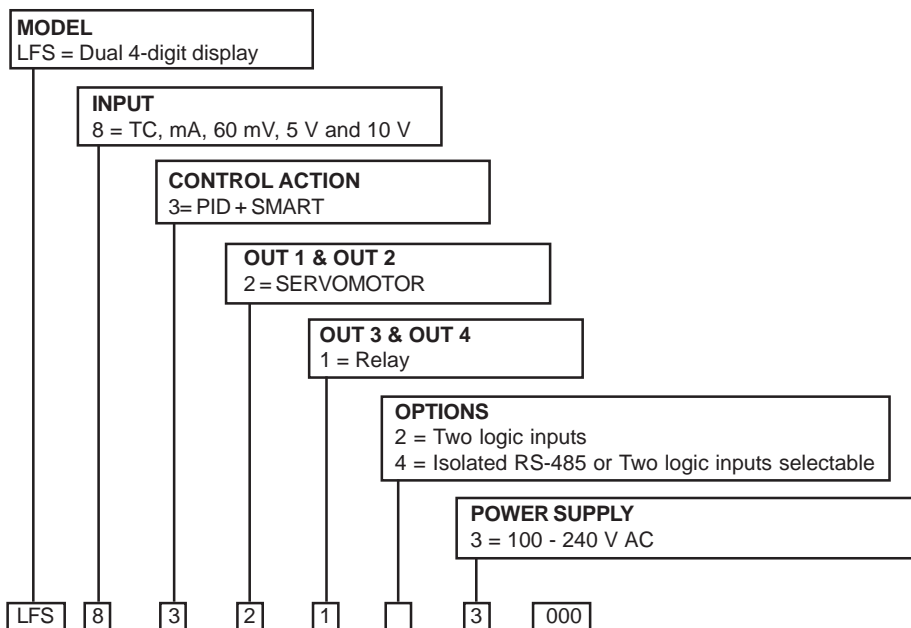 MODEL
LFS = Dual 4-digit display
INPUT
8 = TC, mA, 60 mV, 5 V and 10 V
CONTROL ACTION
3= PID + SMART
OUT 1 & OUT 2
2 = SERVOMOTOR
OUT 3 & OUT 4
1 = Relay
OPTIONS
2 = Two logic inputs
4 = Isolated RS-485 or Two logic inputs selectable
POWER SUPPLY
3 = 100 - 240 V AC
LFS 8 3 2 1 3 000